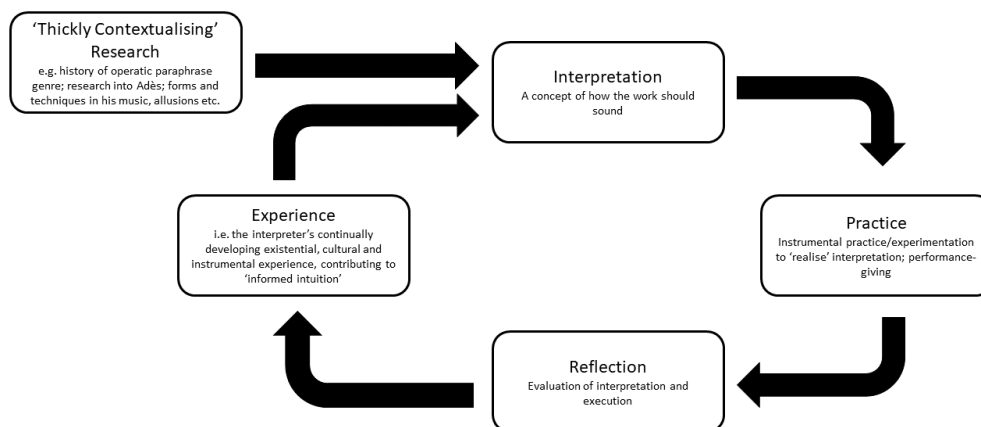 ‘Thickly Contextualising’
Research
e.g. history of operatic paraphrase
genre; research into Adès; forms and
techniques in his music, allusions etc.
Interpretation
A concept of how the work should
sound
Experience
i.e. the interpreter’s continually
developing existential, cultural and
instrumental experience, contributing to
‘informed intuition’
Practice
Instrumental practice/experimentation
to ‘realise’ interpretation; performance-
giving
Reflection
Evaluation of interpretation and
execution